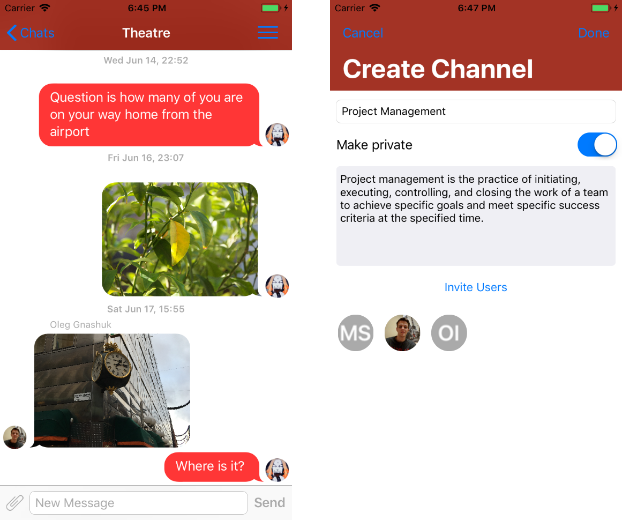 Carrier 6:45 PM
Chats Theatre
Wed Jun 14, 22:52
Question is how many of you are
on your way home from the
airport
Fri Jun 16, 23:07
Sat Jun 17, 15:55
Oleg Gnashuk
Where is it?
New Message Send
Carrier 6:47 PM
Cancel Done
Create Channel
Project Management
Make private
Project management is the practice of initiating,
executing, controlling, and closing the work of a team
to achieve specific goals and meet specific success
criteria at the specified time.
Invite Users
MS OI